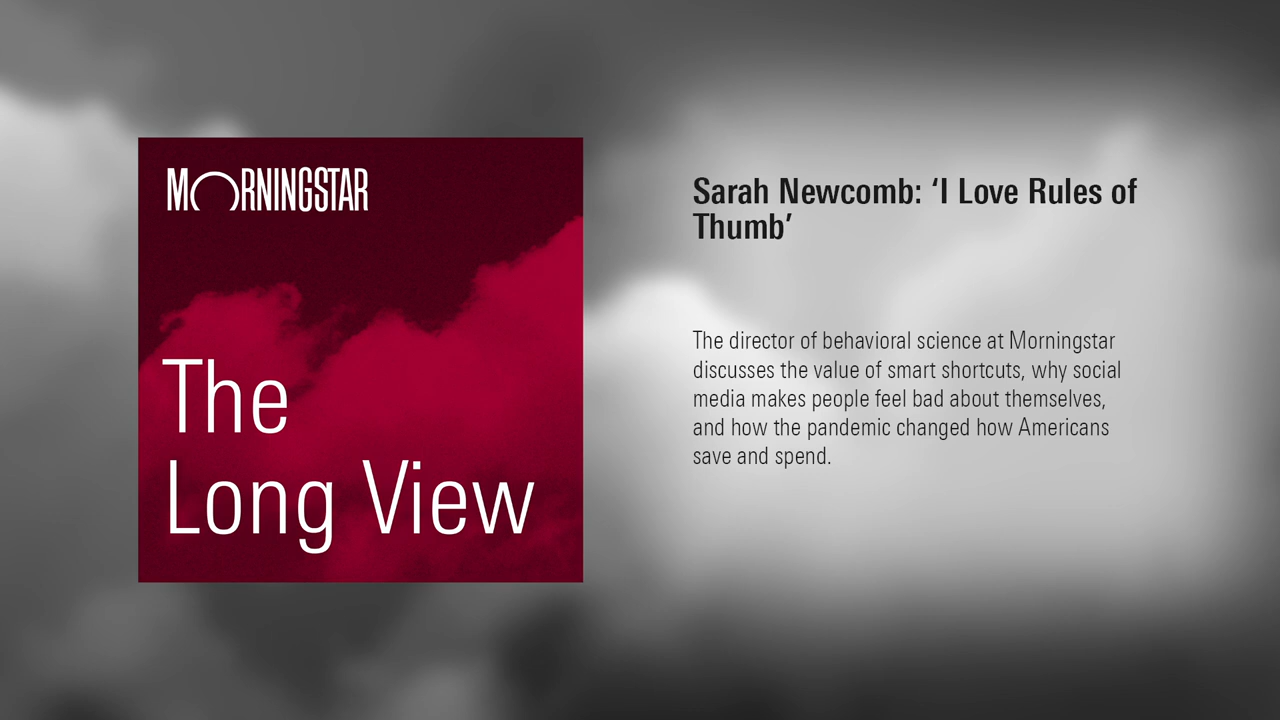 MORNINGSTAR
The
Long View
Sarah Newcomb: ‘I Love Rules of
Thumb’
The director of behavioral science at Morningstar
discusses the value of smart shortcuts, why social
media makes people feel bad about themselves,
and how the pandemic changed how Americans
save and spend.